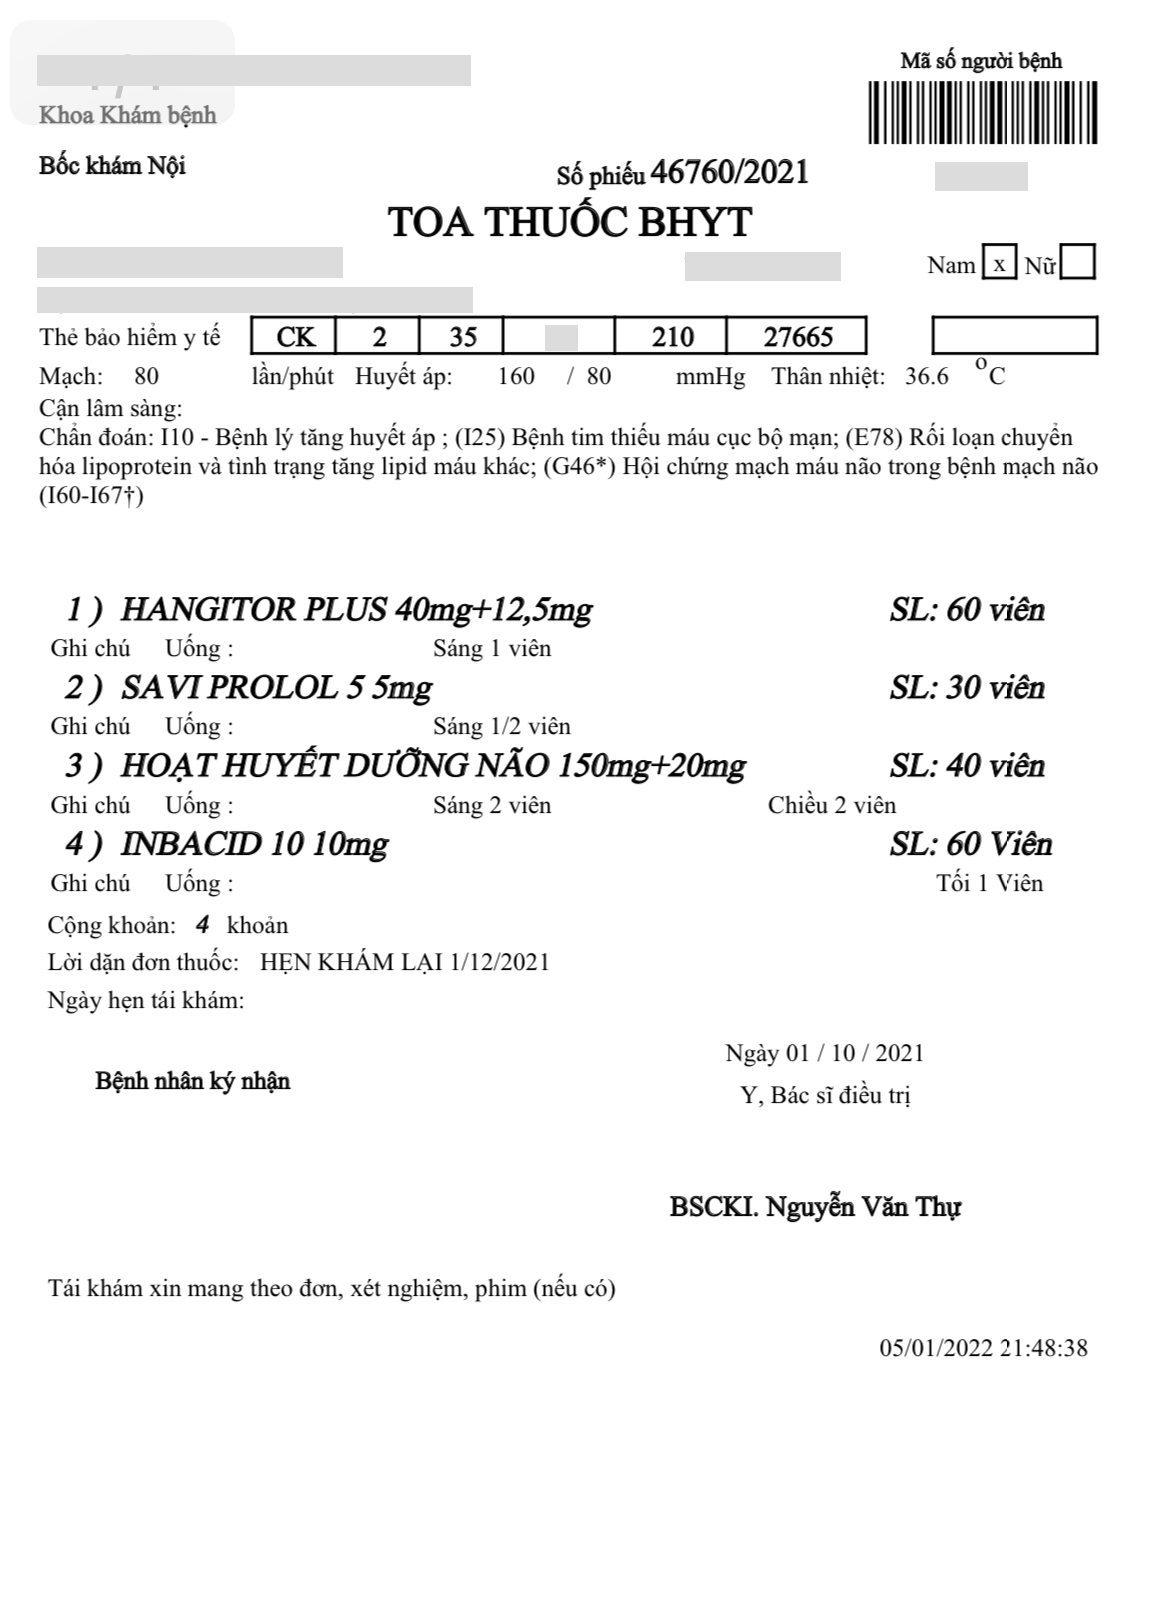 Mã số người bệnh
Khoa Khám bệnh
Bốc khám Nội
Số phiếu 46760/2021
TOA THUỐC BHYT
Nam x Nữ
Thẻ bảo hiểm y tế CK 2 35 210 27665
Mạch: 80 lần/phút Huyết áp: 160 / 80 mmHg Thân nhiệt: 36.6 °C
Cận lâm sàng:
Chẩn đoán: I10 - Bệnh lý tăng huyết áp ; (I25) Bệnh tim thiếu máu cục bộ mạn; (E78) Rối loạn chuyển
hóa lipoprotein và tình trạng tăng lipid máu khác; (G46*) Hội chứng mạch máu não trong bệnh mạch não
(I60-I67†)
1 ) HANGITOR PLUS 40mg+12,5mg SL: 60 viên
Ghi chú Uống : Sáng 1 viên
2 ) SAVI PROLOL 5 5mg SL: 30 viên
Ghi chú Uống : Sáng 1/2 viên
3 ) HOẠT HUYẾT DƯỠNG NÃO 150mg+20mg SL: 40 viên
Ghi chú Uống : Sáng 2 viên Chiều 2 viên
4 ) INBACID 10 10mg SL: 60 Viên
Ghi chú Uống : Tối 1 Viên
Cộng khoản: 4 khoản
Lời dặn đơn thuốc: HẸN KHÁM LẠI 1/12/2021
Ngày hẹn tái khám:
Ngày 01 / 10 / 2021
Bệnh nhân ký nhận
Y, Bác sĩ điều trị
BSCKI. Nguyễn Văn Thự
Tái khám xin mang theo đơn, xét nghiệm, phim (nếu có)
05/01/2022 21:48:38